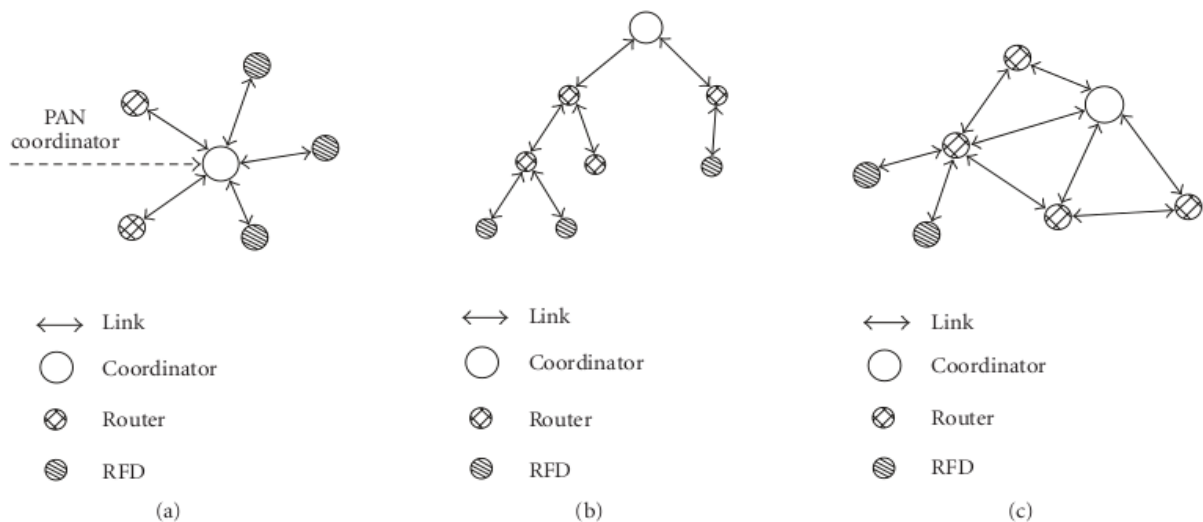 PAN
coordinator
Link
Coordinator
Router
RFD
(a)
Link
Coordinator
Router
RFD
(b)
Link
Coordinator
Router
RFD
(c)